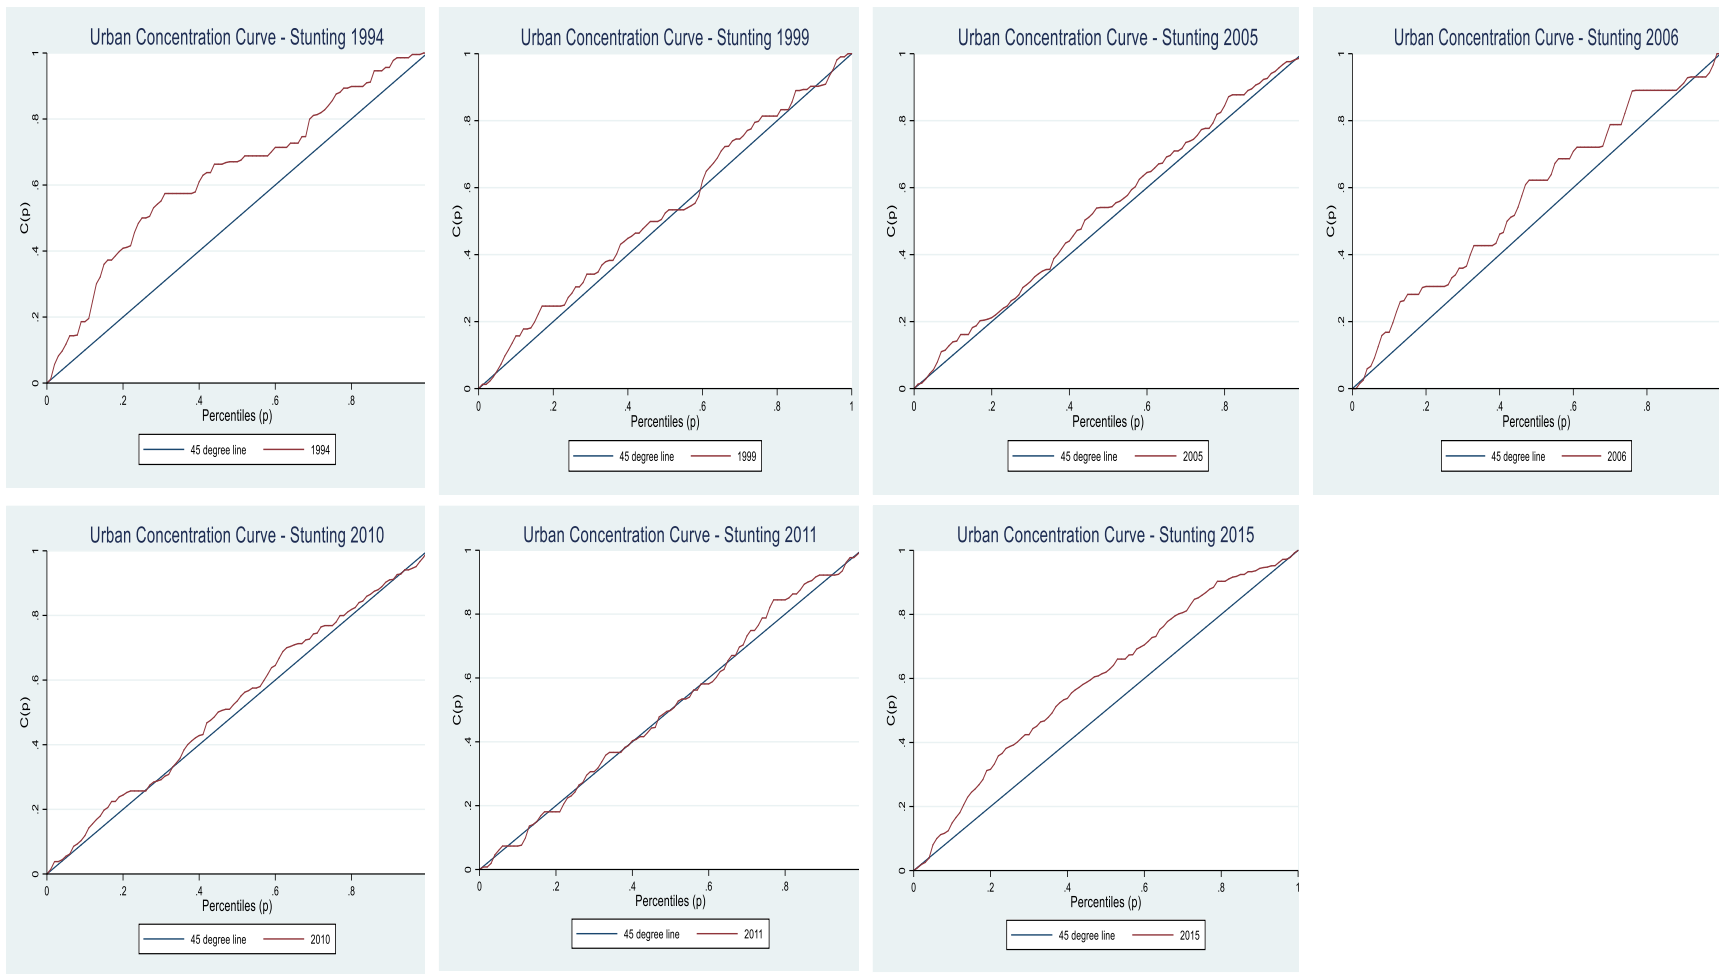 Urban Concentration Curve - Stunting 1994
C(p)
0 .2 .4 .6 .8 1
0 .2 .4 .6 .8
Percentiles (p)
45 degree line 1994
Urban Concentration Curve - Stunting 1999
C(p)
0 .2 .4 .6 .8 1
0 .2 .4 .6 .8 1
Percentiles (p)
45 degree line 1999
Urban Concentration Curve - Stunting 2005
C(p)
0 .2 .4 .6 .8 1
0 .2 .4 .6 .8
Percentiles (p)
45 degree line 2005
Urban Concentration Curve - Stunting 2006
C(p)
0 .2 .4 .6 .8 1
0 .2 .4 .6 .8
Percentiles (p)
45 degree line 2006
Urban Concentration Curve - Stunting 2010
C(p)
0 .2 .4 .6 .8 1
0 .2 .4 .6 .8
Percentiles (p)
45 degree line 2010
Urban Concentration Curve - Stunting 2011
C(p)
0 .2 .4 .6 .8 1
0 .2 .4 .6 .8
Percentiles (p)
45 degree line 2011
Urban Concentration Curve - Stunting 2015
C(p)
0 .2 .4 .6 .8 1
0 .2 .4 .6 .8 1
Percentiles (p)
45 degree line 2015